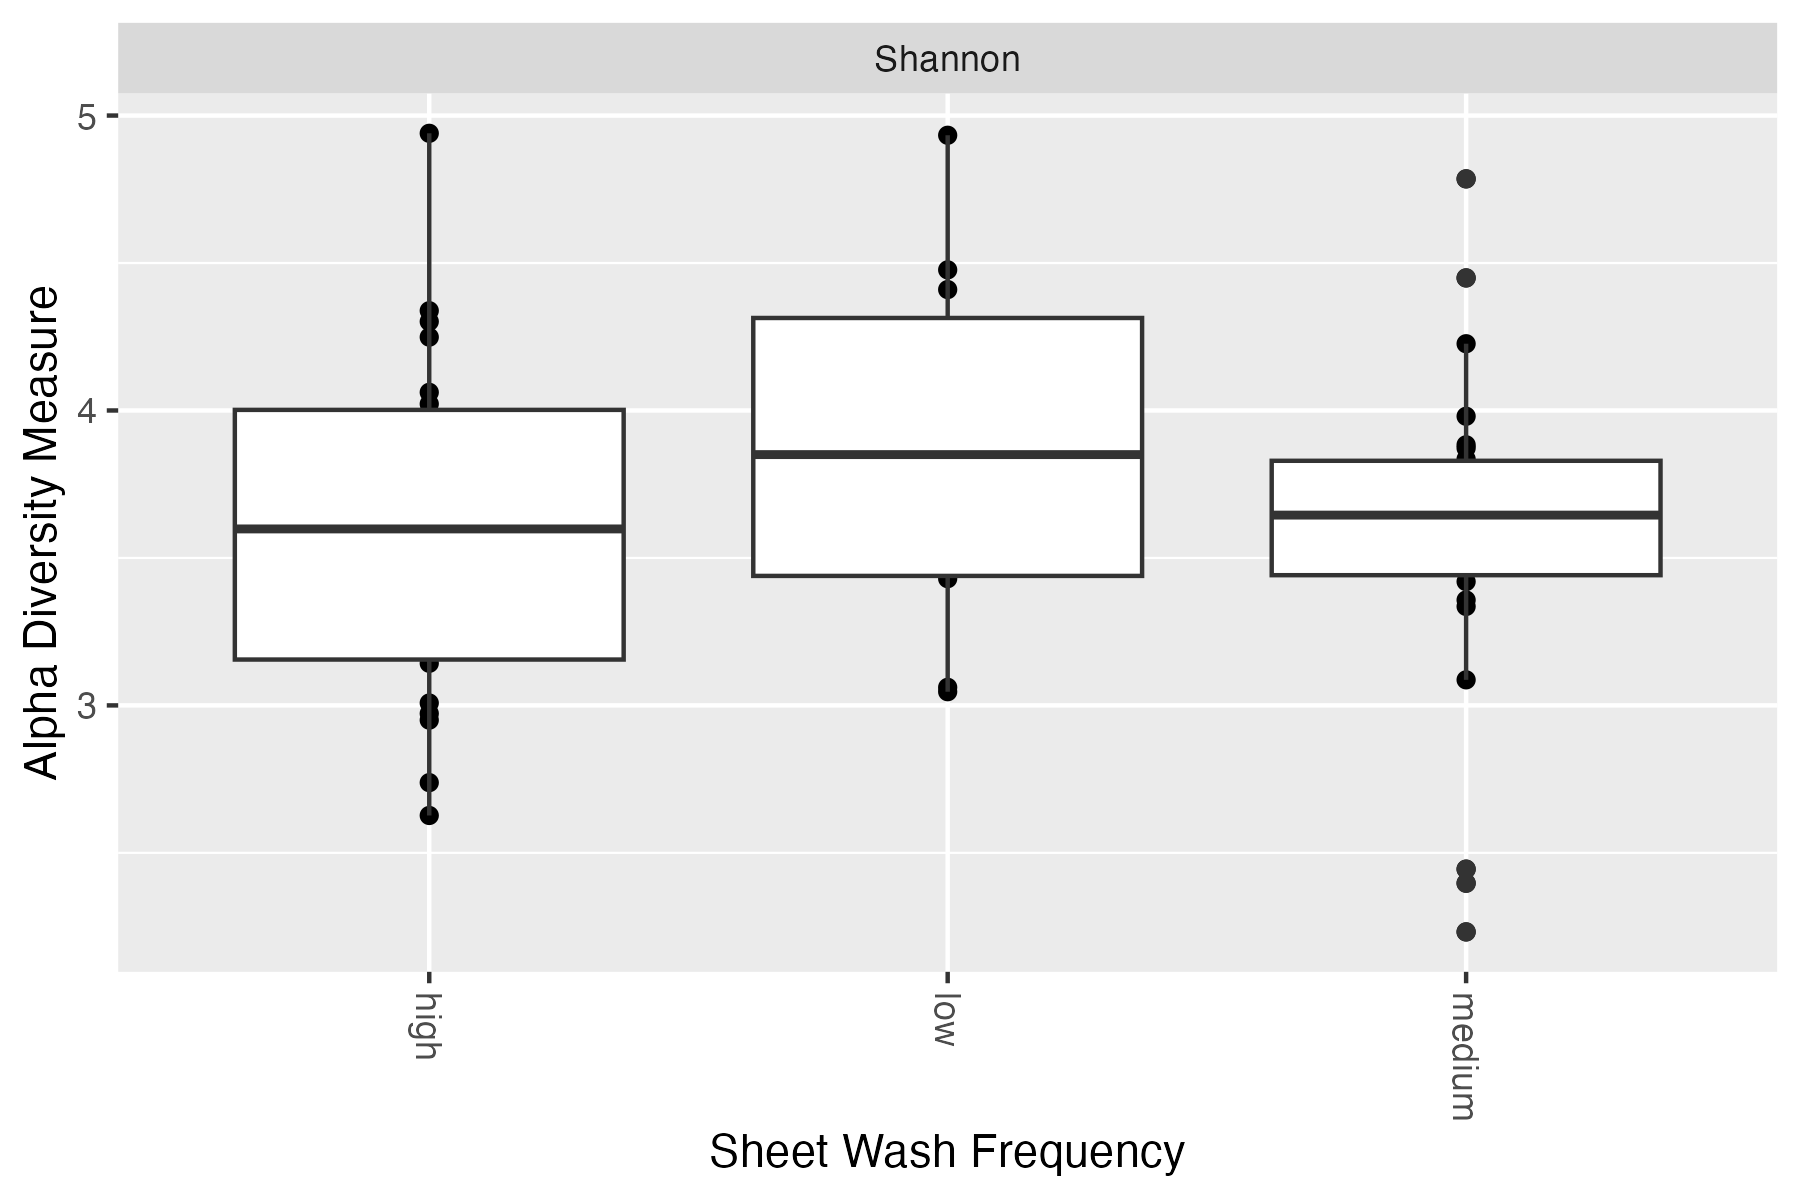 Shannon
Alpha Diversity Measure
5
4
3
high
low
medium
Sheet Wash Frequency